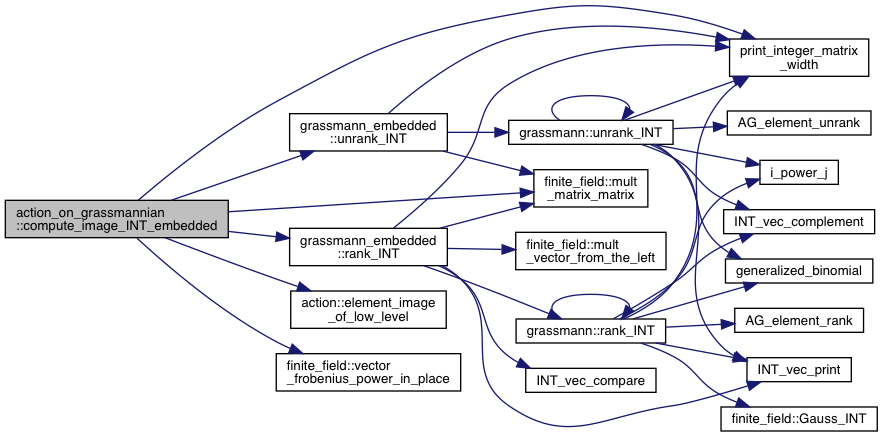 action_on_grassmannian
::compute_image_INT_embedded
grassmann_embedded
::unrank_INT
grassmann_embedded
::rank_INT
action::element_image
_of_low_level
finite_field::vector
_frobenius_power_in_place
grassmann::unrank_INT
finite_field::mult
_matrix_matrix
finite_field::mult
_vector_from_the_left
grassmann::rank_INT
INT_vec_compare
print_integer_matrix
_width
AG_element_unrank
i_power_j
INT_vec_complement
generalized_binomial
AG_element_rank
INT_vec_print
finite_field::Gauss_INT